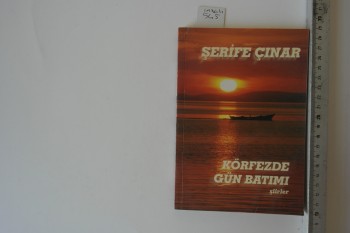 ŞERİFE ÇINAR
KÖRFEZDE
GÜN BATIMI
şiirler